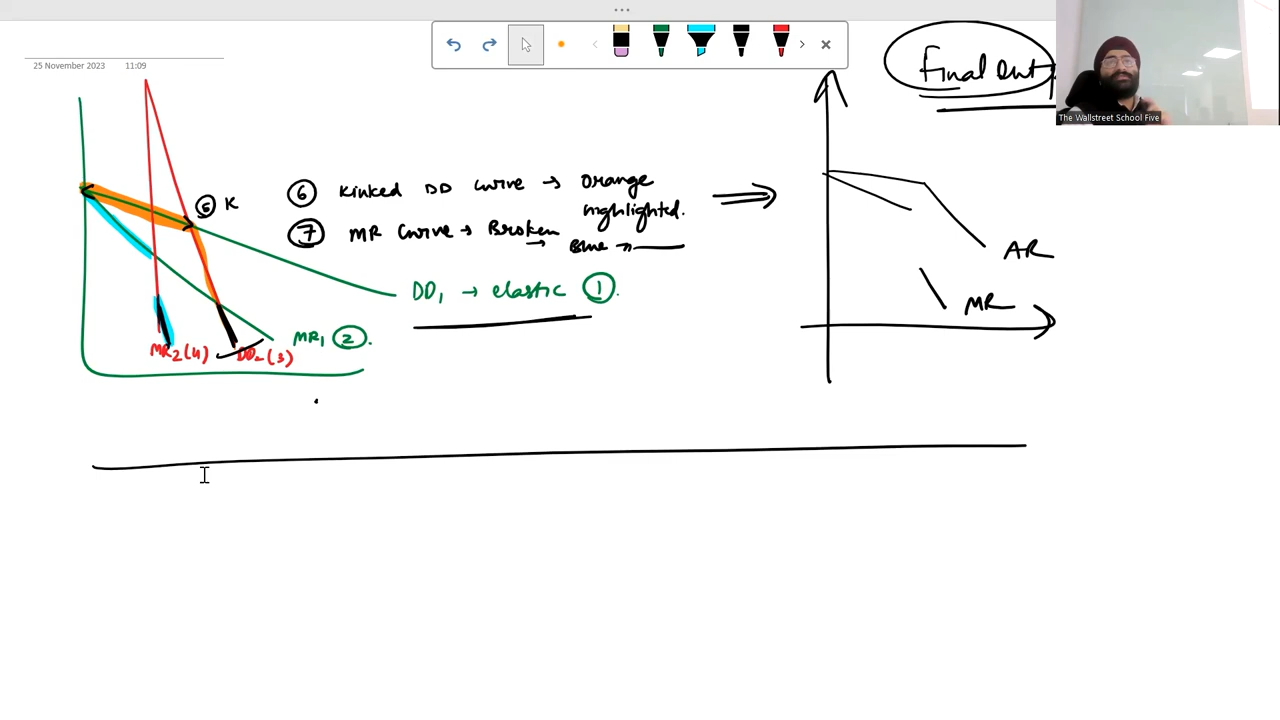 25 November 2023 11:09
Final Out
The Wallstreet School Five
⑤ K
⑥ Kinked DD curve → orange
highlighted.
⑦ MR curve → Broken
→ Blue
DD₁ → elastic ①.
MR₁ ②.
MR₂(4) DD₂(3)
AR
MR